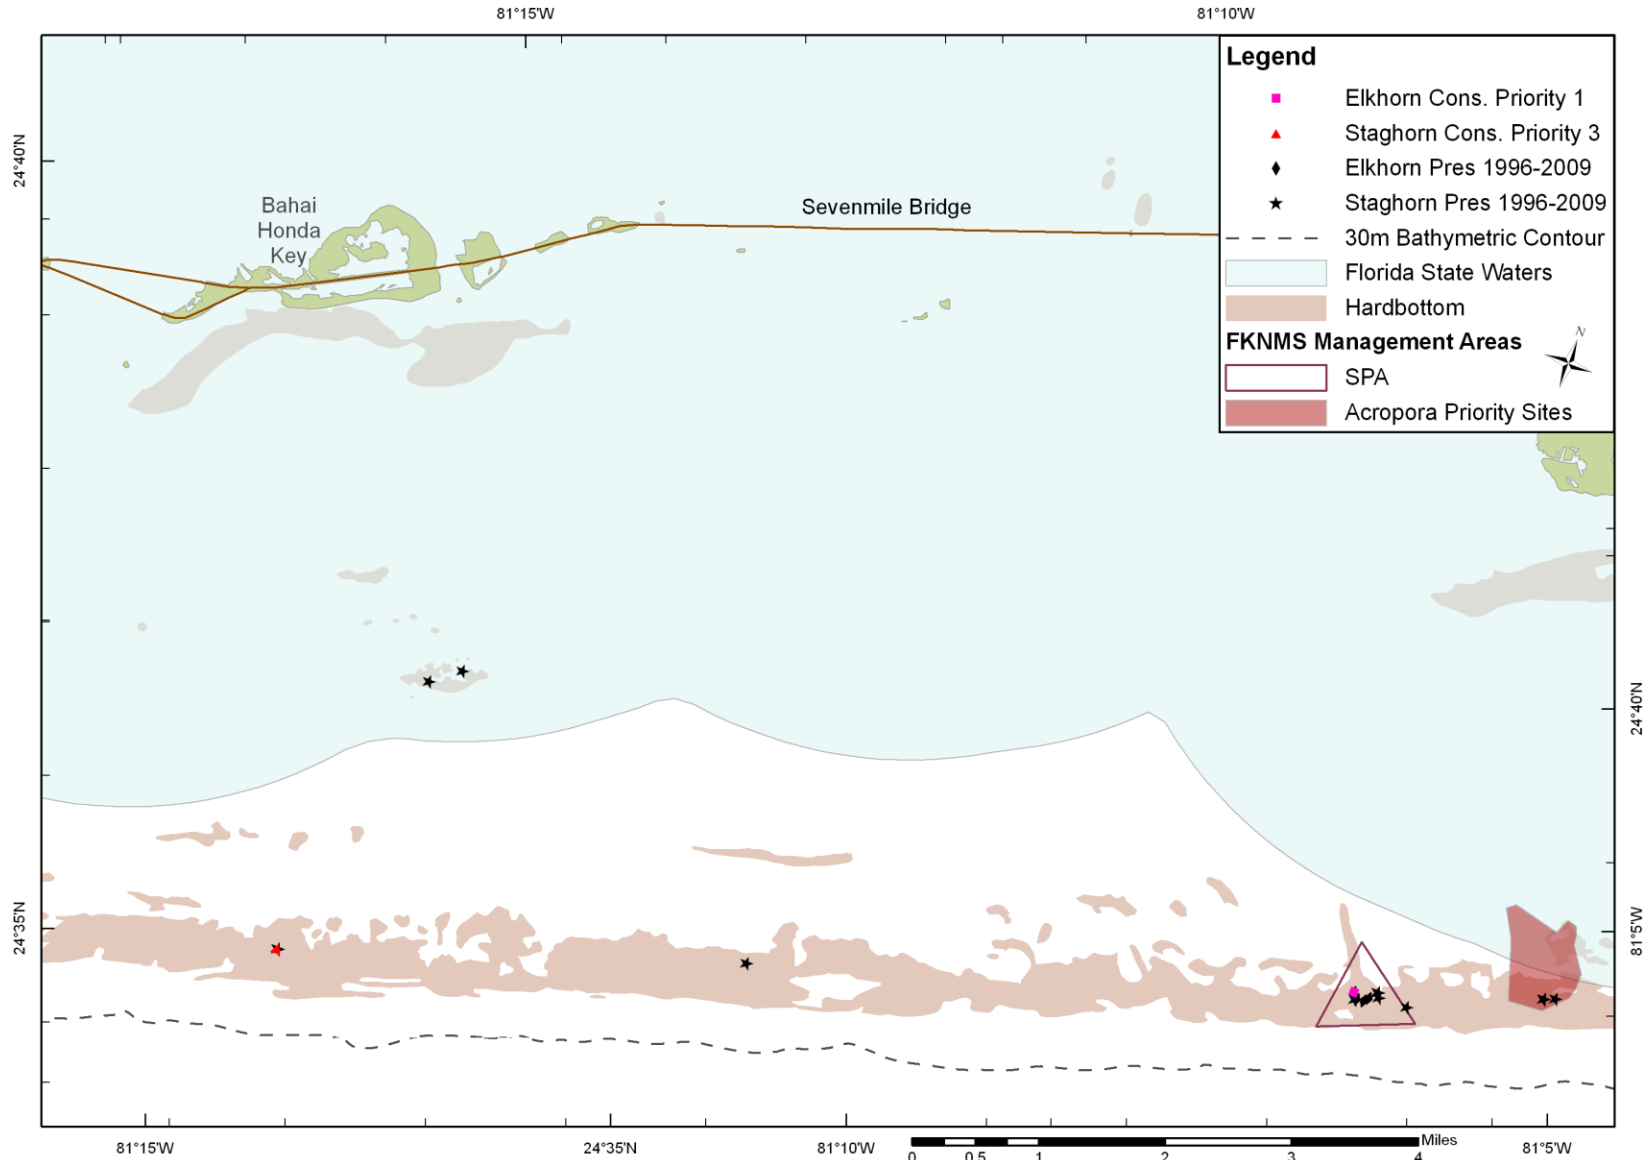 81°15'W
81°10'W
Legend
Elkhorn Cons. Priority 1
Staghorn Cons. Priority 3
Elkhorn Pres 1996-2009
Staghorn Pres 1996-2009
30m Bathymetric Contour
Florida State Waters
Hardbottom
FKNMS Management Areas
N
SPA
Acropora Priority Sites
24°40'N
Bahai
Honda
Key
Sevenmile Bridge
24°40'N
24°35'N
81°5'W
81°15'W
24°35'N
81°10'W
81°5'W
Miles
0 0.5 1 2 3 4